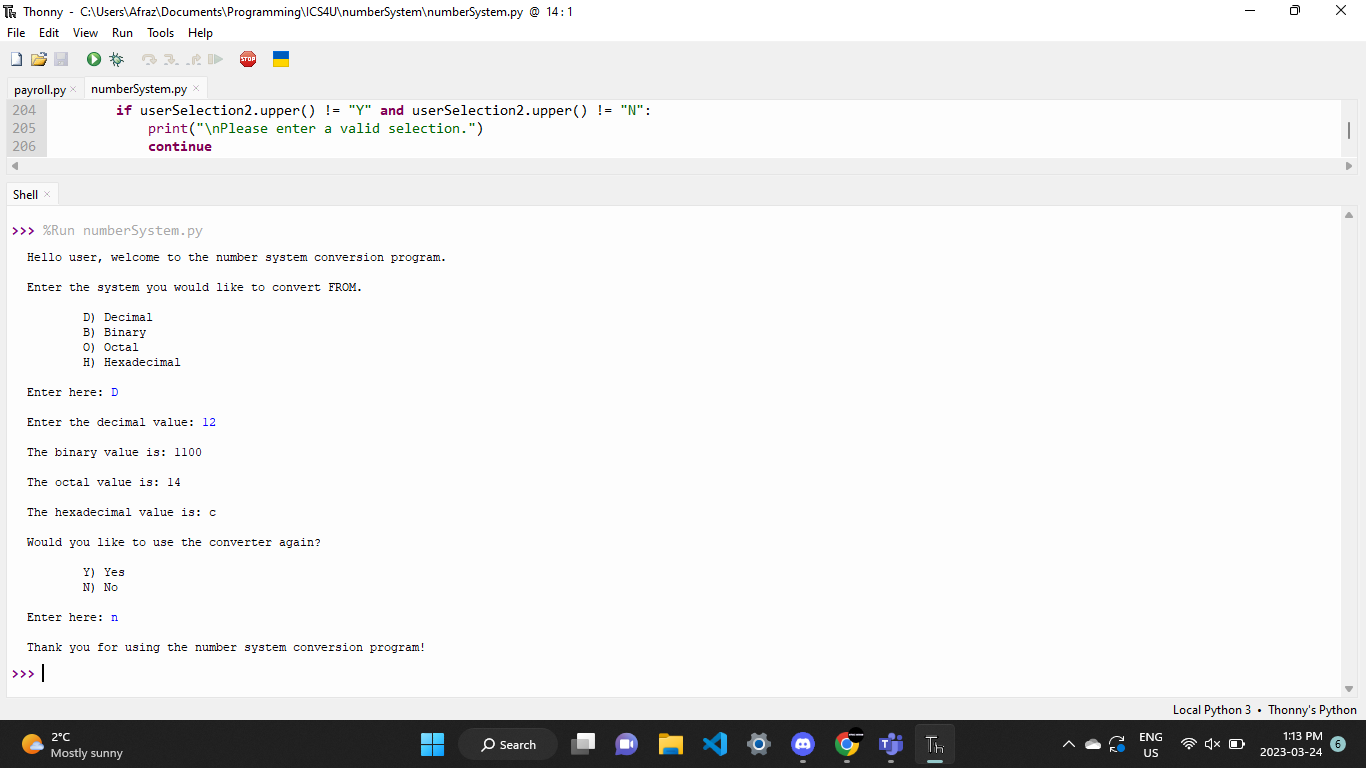 Thonny - C:\Users\Afraz\Documents\Programming\ICS4U\numberSystem\numberSystem.py @ 14 : 1
File Edit View Run Tools Help
STOP
payroll.py × numberSystem.py ×
204 if userSelection2.upper() != "Y" and userSelection2.upper() != "N":
205 print("\nPlease enter a valid selection.")
206 continue
Shell ×
>>> %Run numberSystem.py
Hello user, welcome to the number system conversion program.
Enter the system you would like to convert FROM.
D) Decimal
B) Binary
O) Octal
H) Hexadecimal
Enter here: D
Enter the decimal value: 12
The binary value is: 1100
The octal value is: 14
The hexadecimal value is: c
Would you like to use the converter again?
Y) Yes
N) No
Enter here: n
Thank you for using the number system conversion program!
>>>
Local Python 3 • Thonny's Python
2°C
Mostly sunny
Search
ENG
US
1:13 PM
2023-03-24
6